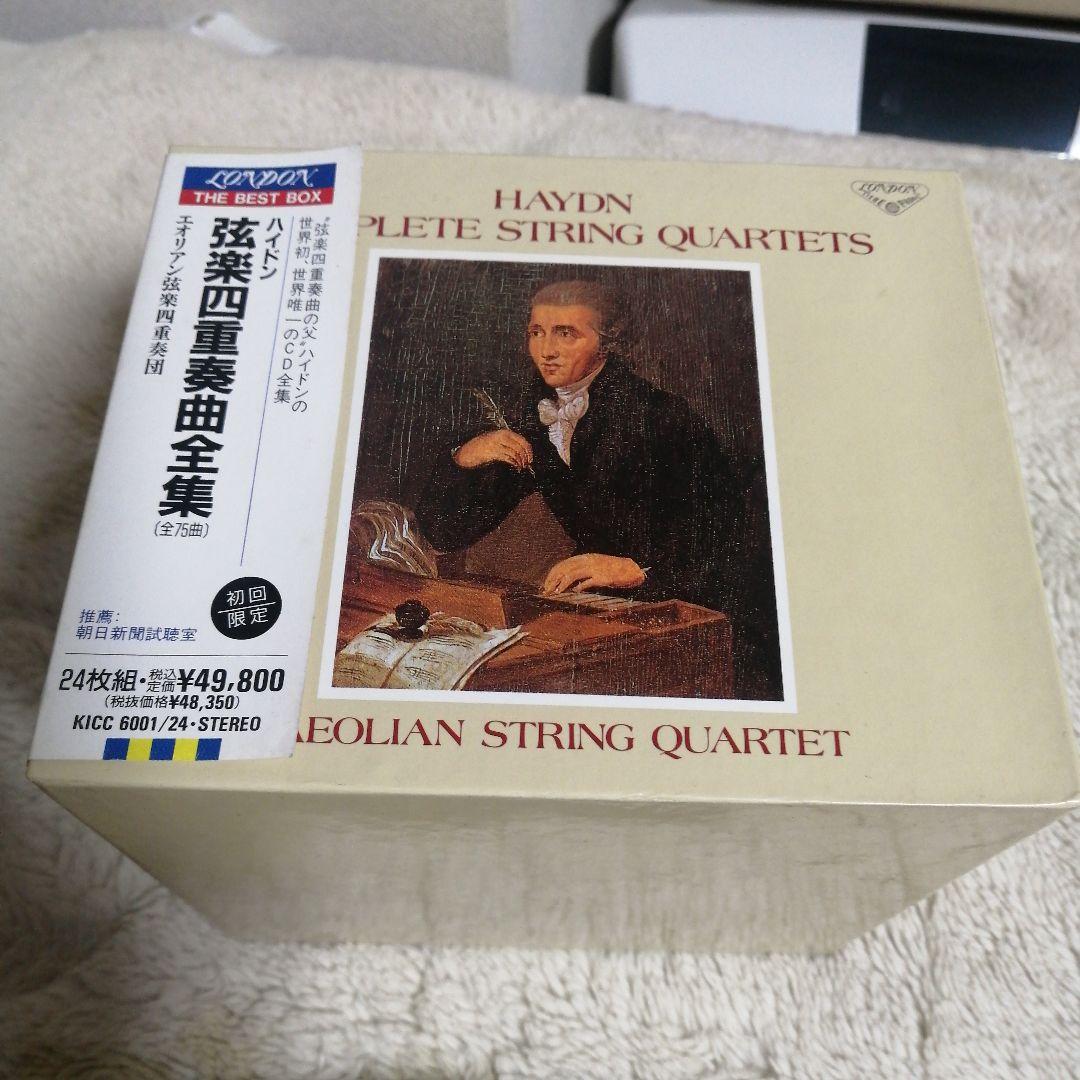 LONDON
THE BEST BOX
“弦楽四重奏曲の父”ハイドンの
世界初、世界唯一のCD全集
ハイドン
弦楽四重奏曲全集
(全75曲)
エオリアン弦楽四重奏団
初回
限定
推薦:
朝日新聞試聴室
24枚組・税込定価¥49,800
(税抜価格¥48,350)
KICC 6001/24・STEREO
HAYDN
PLETE STRING QUARTETS
LONDON
AEOLIAN STRING QUARTET